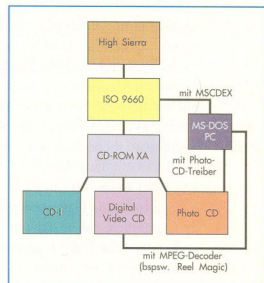 High Sierra
ISO 9660
mit MSCDEX
MS-DOS
PC
CD-ROM XA
mit Photo-
CD-Treiber
CD-I
Digital
Video CD
Photo CD
mit MPEG-Decoder
(bspsw. Reel Magic)